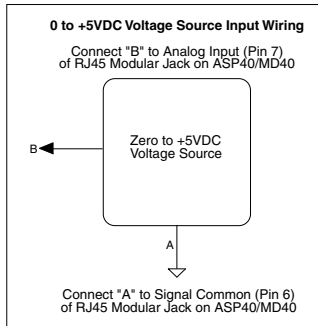 0 to +5VDC Voltage Source Input Wiring
Connect "B" to Analog Input (Pin 7)
of RJ45 Modular Jack on ASP40/MD40
Zero to +5VDC
Voltage Source
B
A
Connect "A" to Signal Common (Pin 6)
of RJ45 Modular Jack on ASP40/MD40